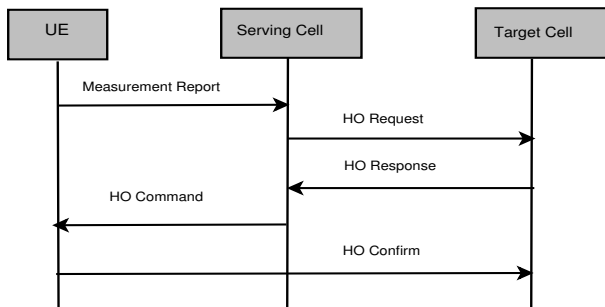 UE
Serving Cell
Target Cell
Measurement Report
HO Request
HO Response
HO Command
HO Confirm